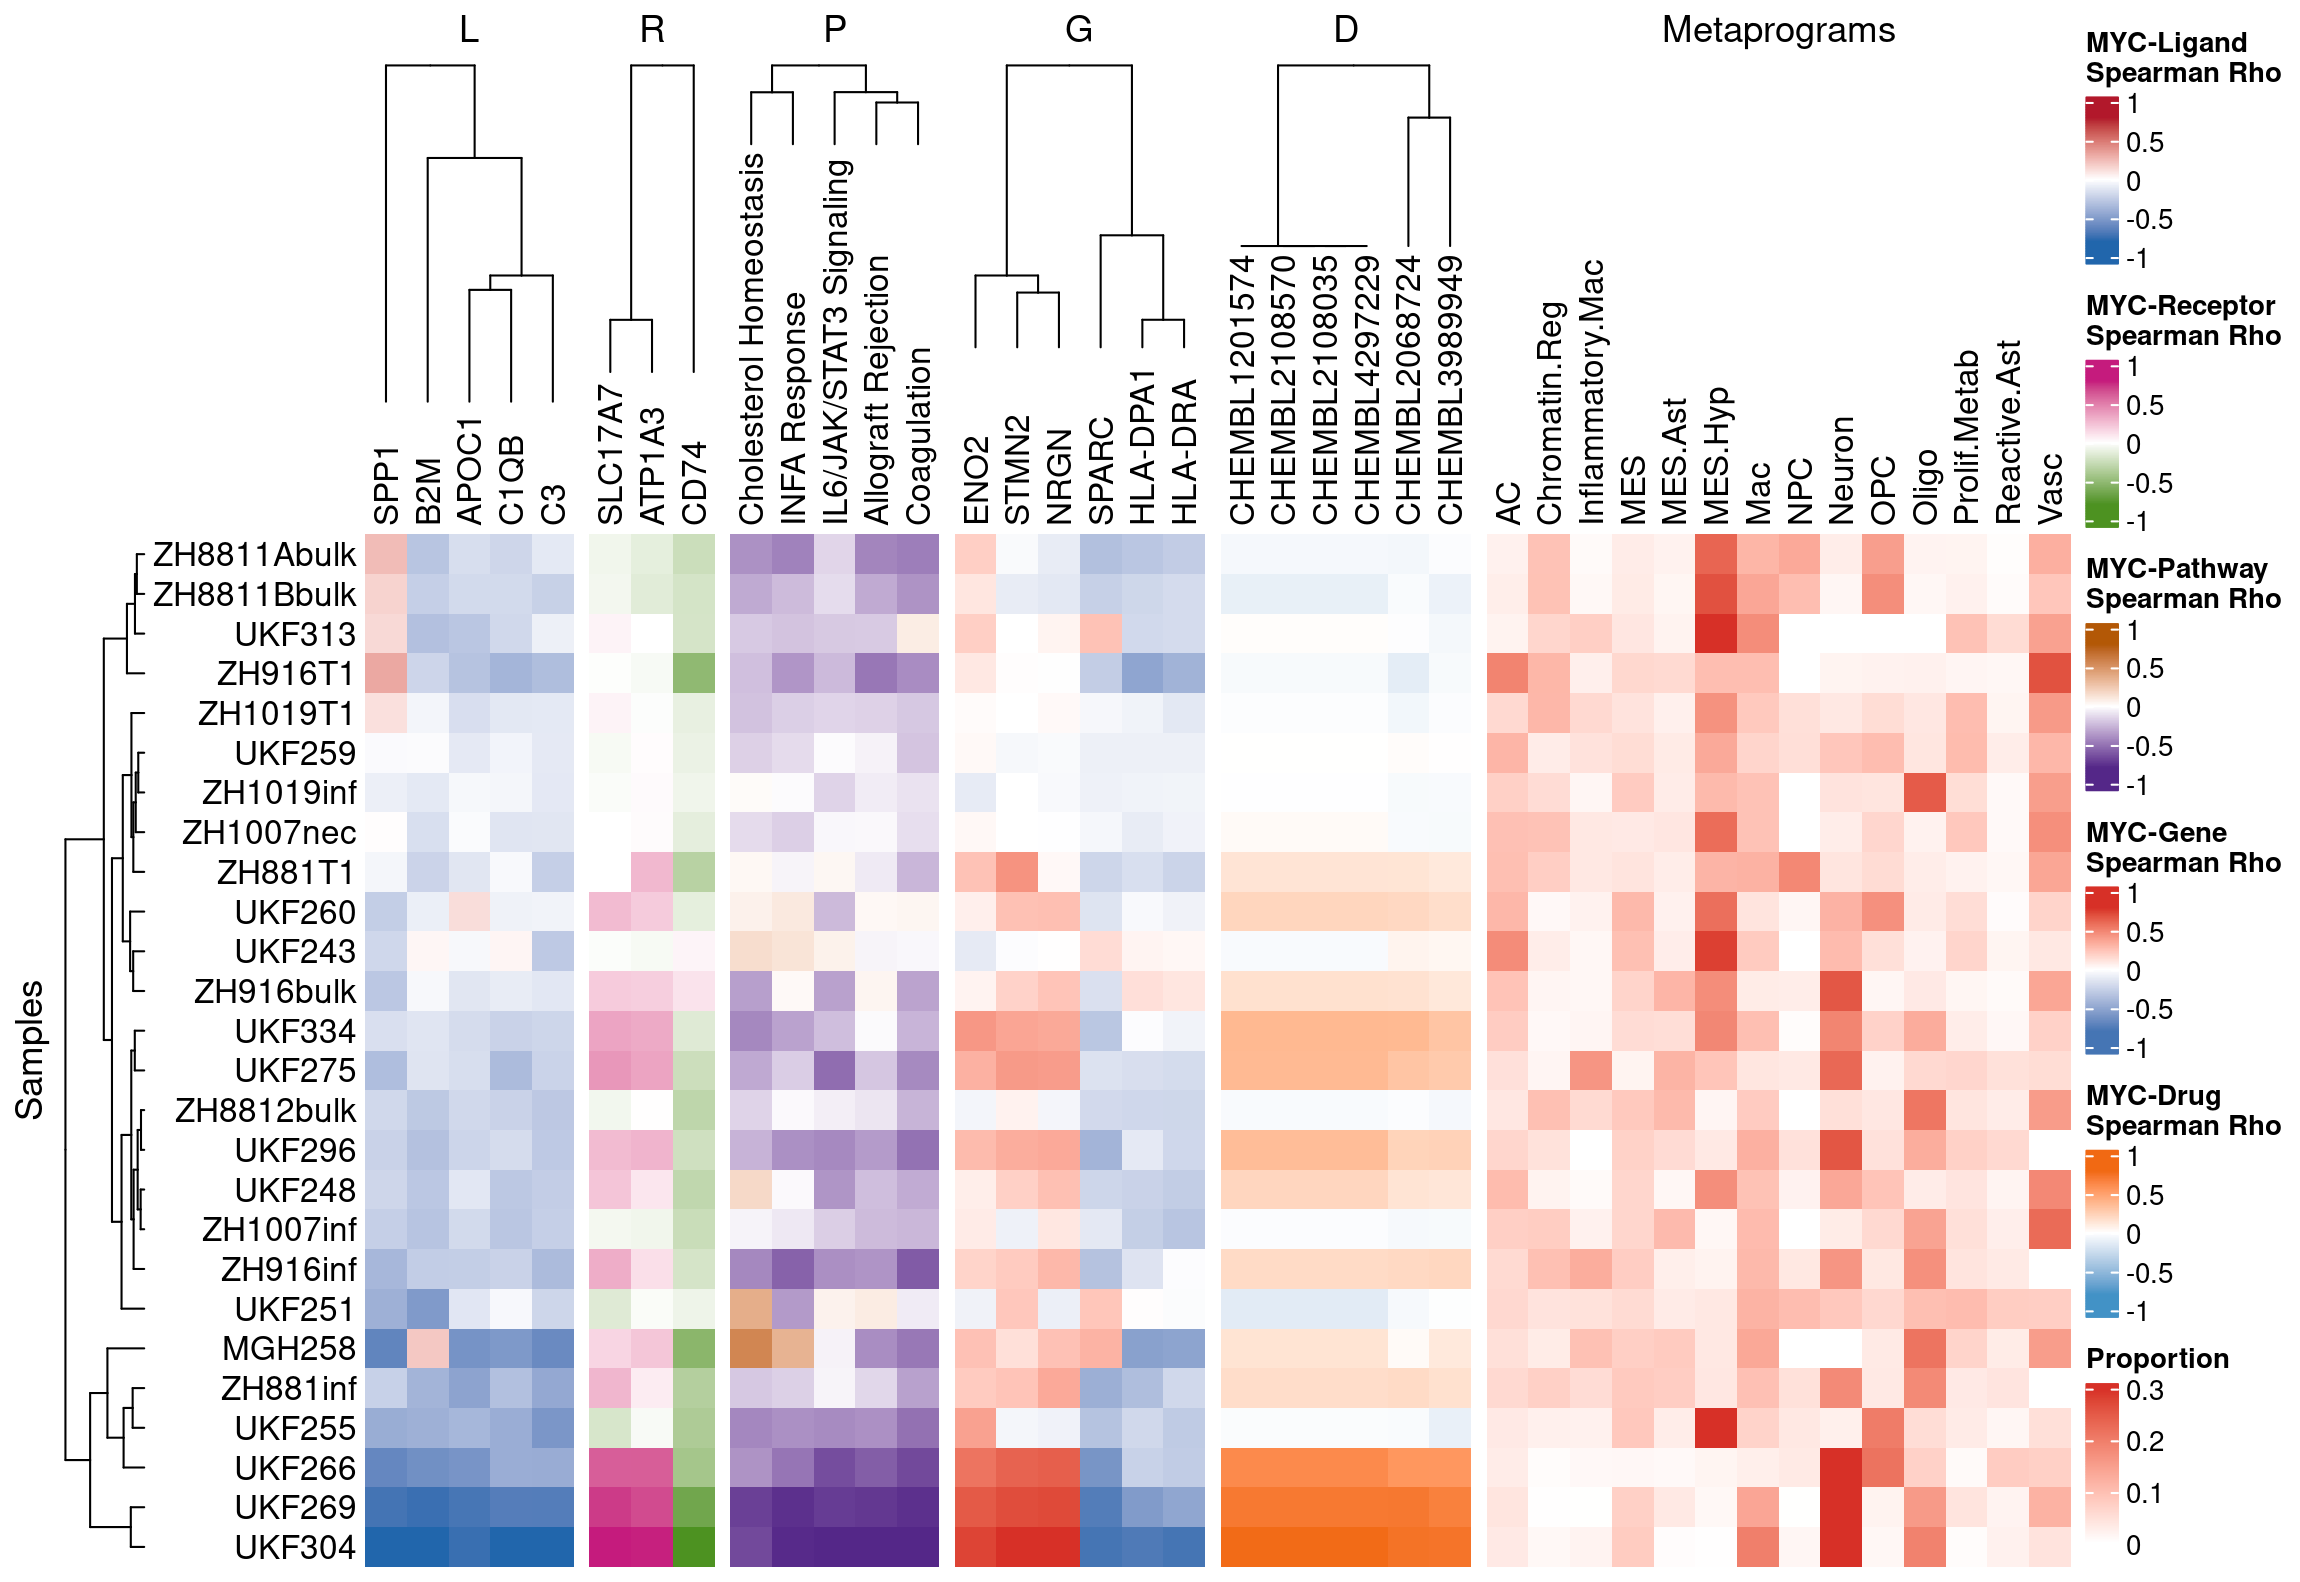 L R P G D Metaprograms
SPP1
B2M
APOC1
C1QB
C3
SLC17A7
ATP1A3
CD74
Cholesterol Homeostasis
INFA Response
IL6/JAK/STAT3 Signaling
Allograft Rejection
Coagulation
ENO2
STMN2
NRGN
SPARC
HLA-DPA1
HLA-DRA
CHEMBL1201574
CHEMBL2108570
CHEMBL2108035
CHEMBL4297229
CHEMBL2068724
CHEMBL3989949
AC
Chromatin.Reg
Inflammatory.Mac
MES
MES.Ast
MES.Hyp
Mac
NPC
Neuron
OPC
Oligo
Prolif.Metab
Reactive.Ast
Vasc
Samples
ZH8811Abulk
ZH8811Bbulk
UKF313
ZH916T1
ZH1019T1
UKF259
ZH1019inf
ZH1007nec
ZH881T1
UKF260
UKF243
ZH916bulk
UKF334
UKF275
ZH8812bulk
UKF296
UKF248
ZH1007inf
ZH916inf
UKF251
MGH258
ZH881inf
UKF255
UKF266
UKF269
UKF304
MYC-Ligand
Spearman Rho
1
0.5
0
-0.5
-1
MYC-Receptor
Spearman Rho
1
0.5
0
-0.5
-1
MYC-Pathway
Spearman Rho
1
0.5
0
-0.5
-1
MYC-Gene
Spearman Rho
1
0.5
0
-0.5
-1
MYC-Drug
Spearman Rho
1
0.5
0
-0.5
-1
Proportion
0.3
0.2
0.1
0